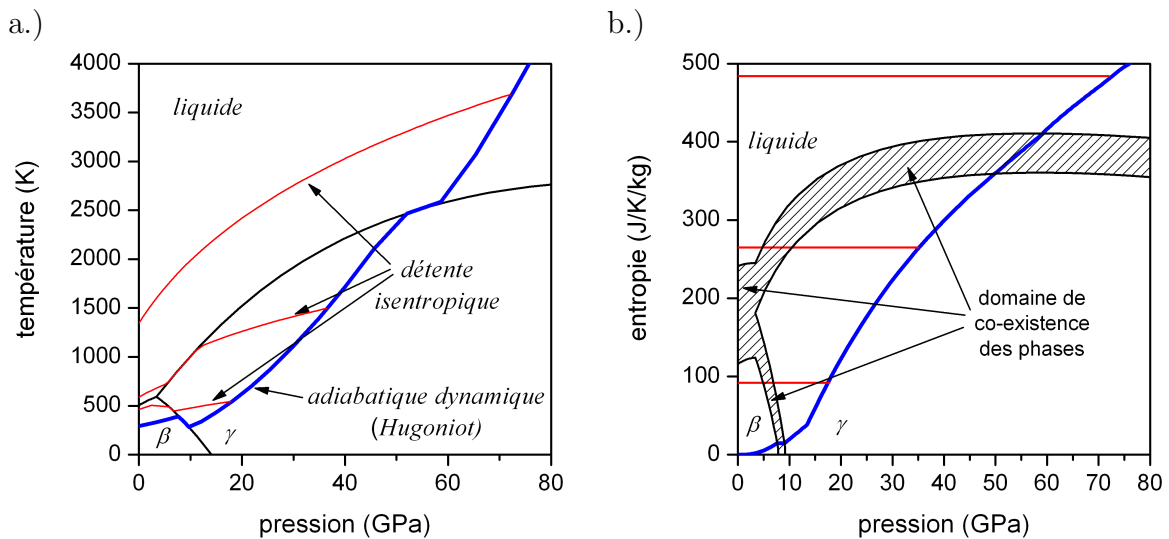 a.)
4000
3500
3000
2500
2000
1500
1000
500
0
température (K)
liquide
détente
isentropique
adiabatique dynamique
(Hugoniot)
β
γ
0
20
40
60
80
pression (GPa)
b.)
500
400
300
200
100
0
entropie (J/K/kg)
liquide
domaine de
co-existence
des phases
β
γ
0
10
20
30
40
50
60
70
80
pression (GPa)